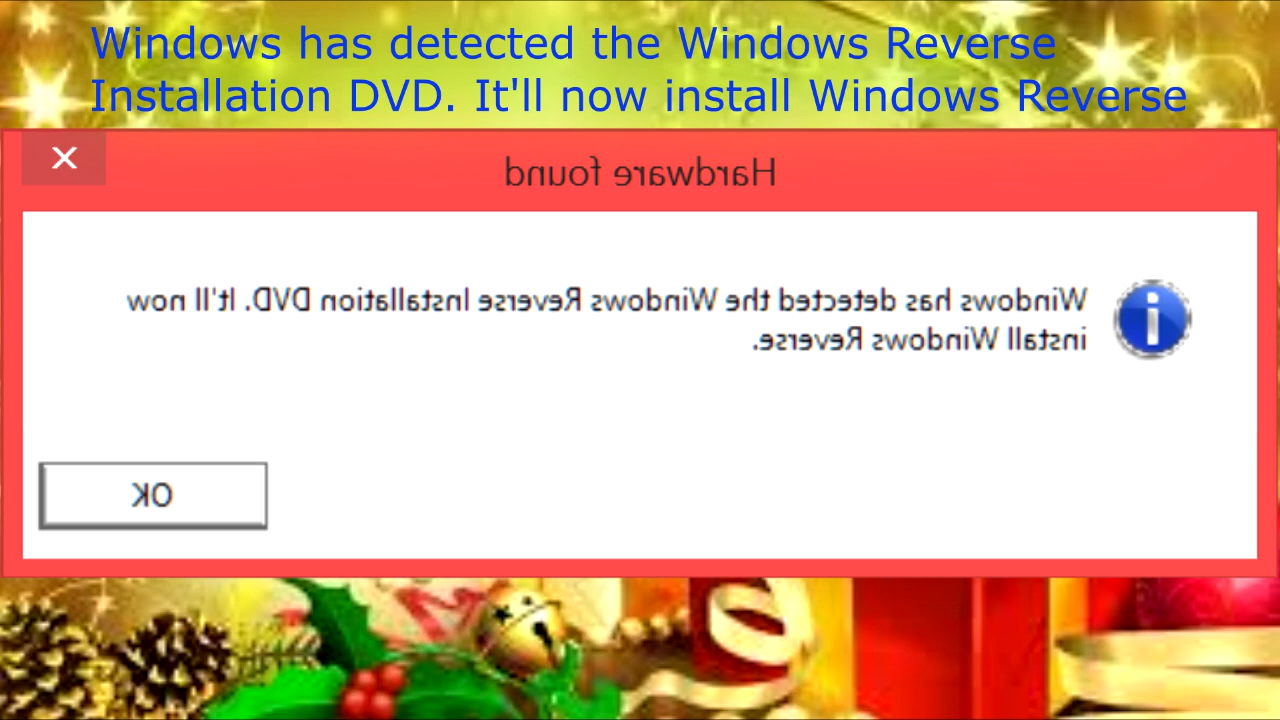 Windows has detected the Windows Reverse
Installation DVD. It'll now install Windows Reverse
Hardware found
Windows has detected the Windows Reverse Installation DVD. It'll now
install Windows Reverse.
OK